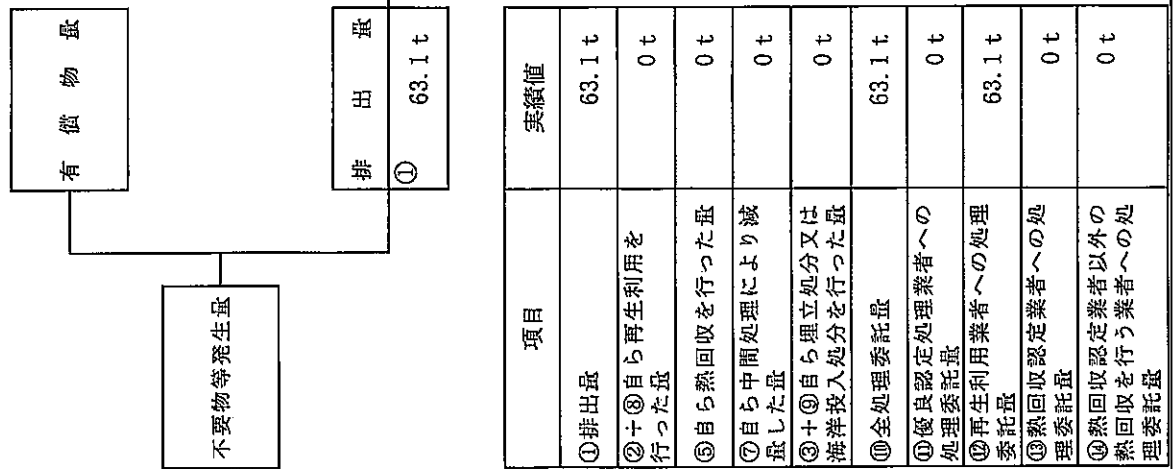 不要物等発生量
有償物量
排出量
① 63.1 t
項目 実績値
①排出量 63.1 t
②+⑧自ら再生利用を
行った量 0 t
⑤自ら熱回収を行った量 0 t
⑦自ら中間処理により減
量した量 0 t
③+⑨自ら埋立処分又は
海洋投入処分を行った量 0 t
⑩全処理委託量 63.1 t
⑪優良認定処理業者への
処理委託量 0 t
⑫再生利用業者への処理
委託量 63.1 t
⑬熱回収認定業者への処
理委託量 0 t
⑭熱回収認定業者以外の
熱回収を行う業者への処
理委託量 0 t